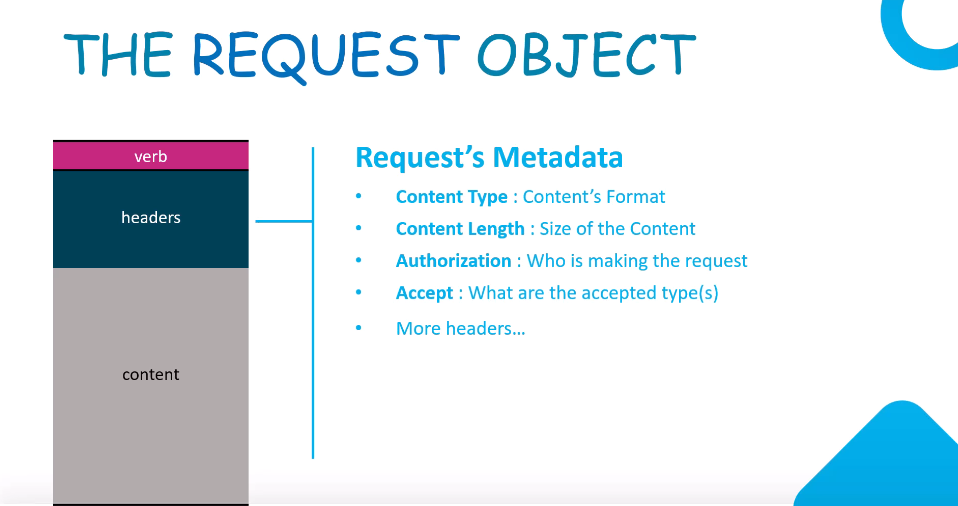 THE REQUEST OBJECT
verb
headers
content
Request’s Metadata
• Content Type : Content’s Format
• Content Length : Size of the Content
• Authorization : Who is making the request
• Accept : What are the accepted type(s)
• More headers…